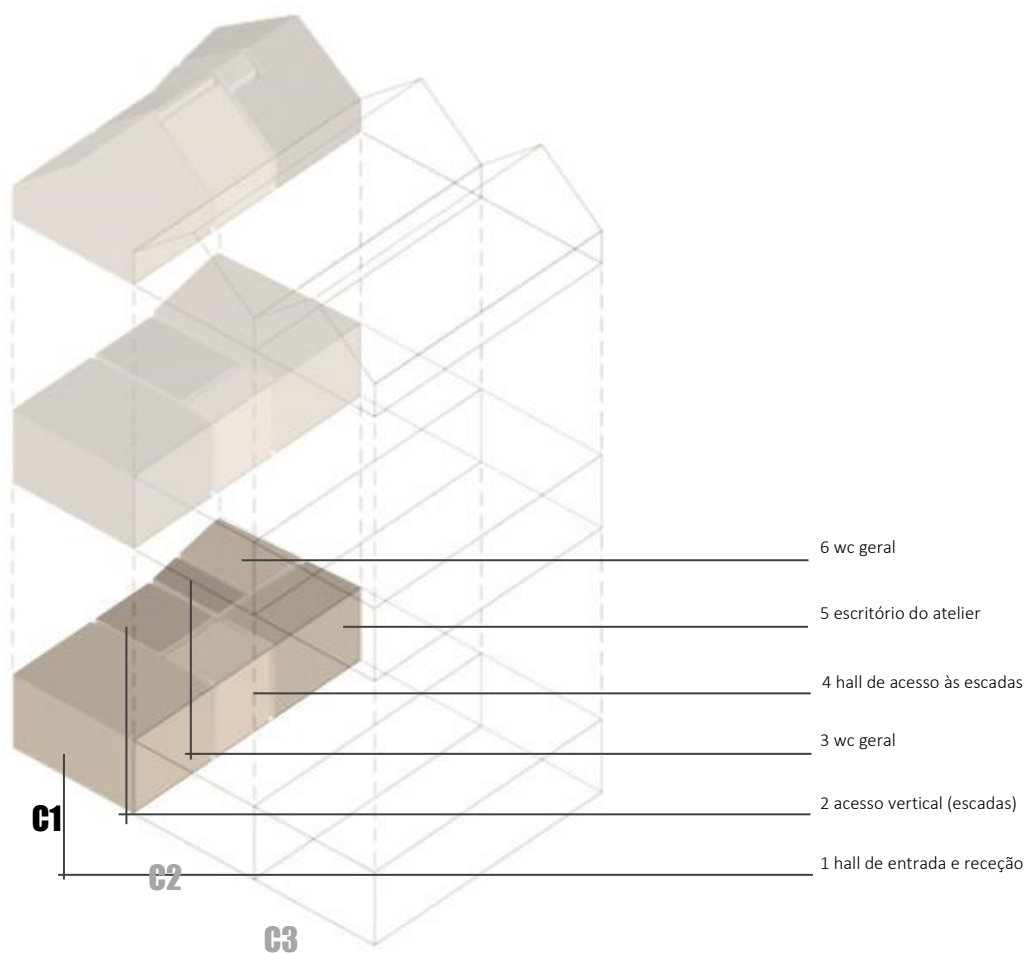 6 wc geral
5 escritório do atelier
4 hall de acesso às escadas
3 wc geral
2 acesso vertical (escadas)
1 hall de entrada e receção
C1
C2
C3